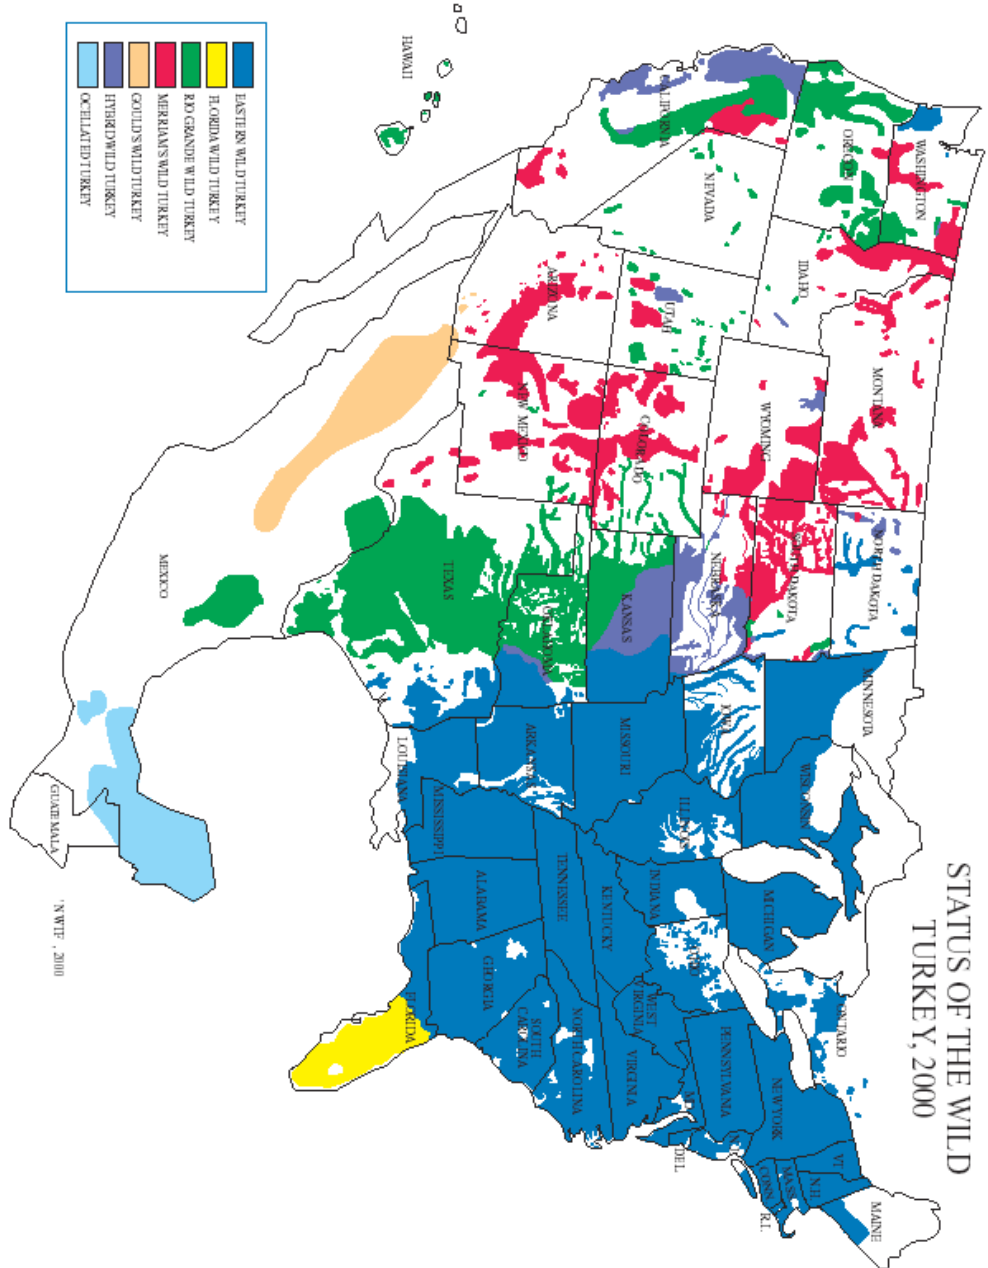 STATUS OF THE WILD
TURKEY, 2000
WASHINGTON
OREGON
CALIFORNIA
NEVADA
IDAHO
MONTANA
WYOMING
UTAH
ARIZONA
COLORADO
NEW MEXICO
NORTH DAKOTA
SOUTH DAKOTA
NEBRASKA
KANSAS
OKLAHOMA
TEXAS
MINNESOTA
IOWA
MISSOURI
ARKANSAS
LOUISIANA
WISCONSIN
ILLINOIS
MISSISSIPPI
MICHIGAN
INDIANA
OHIO
KENTUCKY
TENNESSEE
ALABAMA
GEORGIA
FLORIDA
SOUTH
CAROLINA
NORTH CAROLINA
VIRGINIA
WEST
VIRGINIA
PENNSYLVANIA
NEW YORK
ONTARIO
VT
N.H.
MASS
CONN
R.I.
MAINE
DEL
HAWAII
MEXICO
GUATEMALA
EASTERN WILD TURKEY
FLORIDA WILD TURKEY
RIO GRANDE WILD TURKEY
MERRIAM'S WILD TURKEY
GOULD'S WILD TURKEY
HYBRID WILD TURKEY
OCELLATED TURKEY
'NWTF , 2000